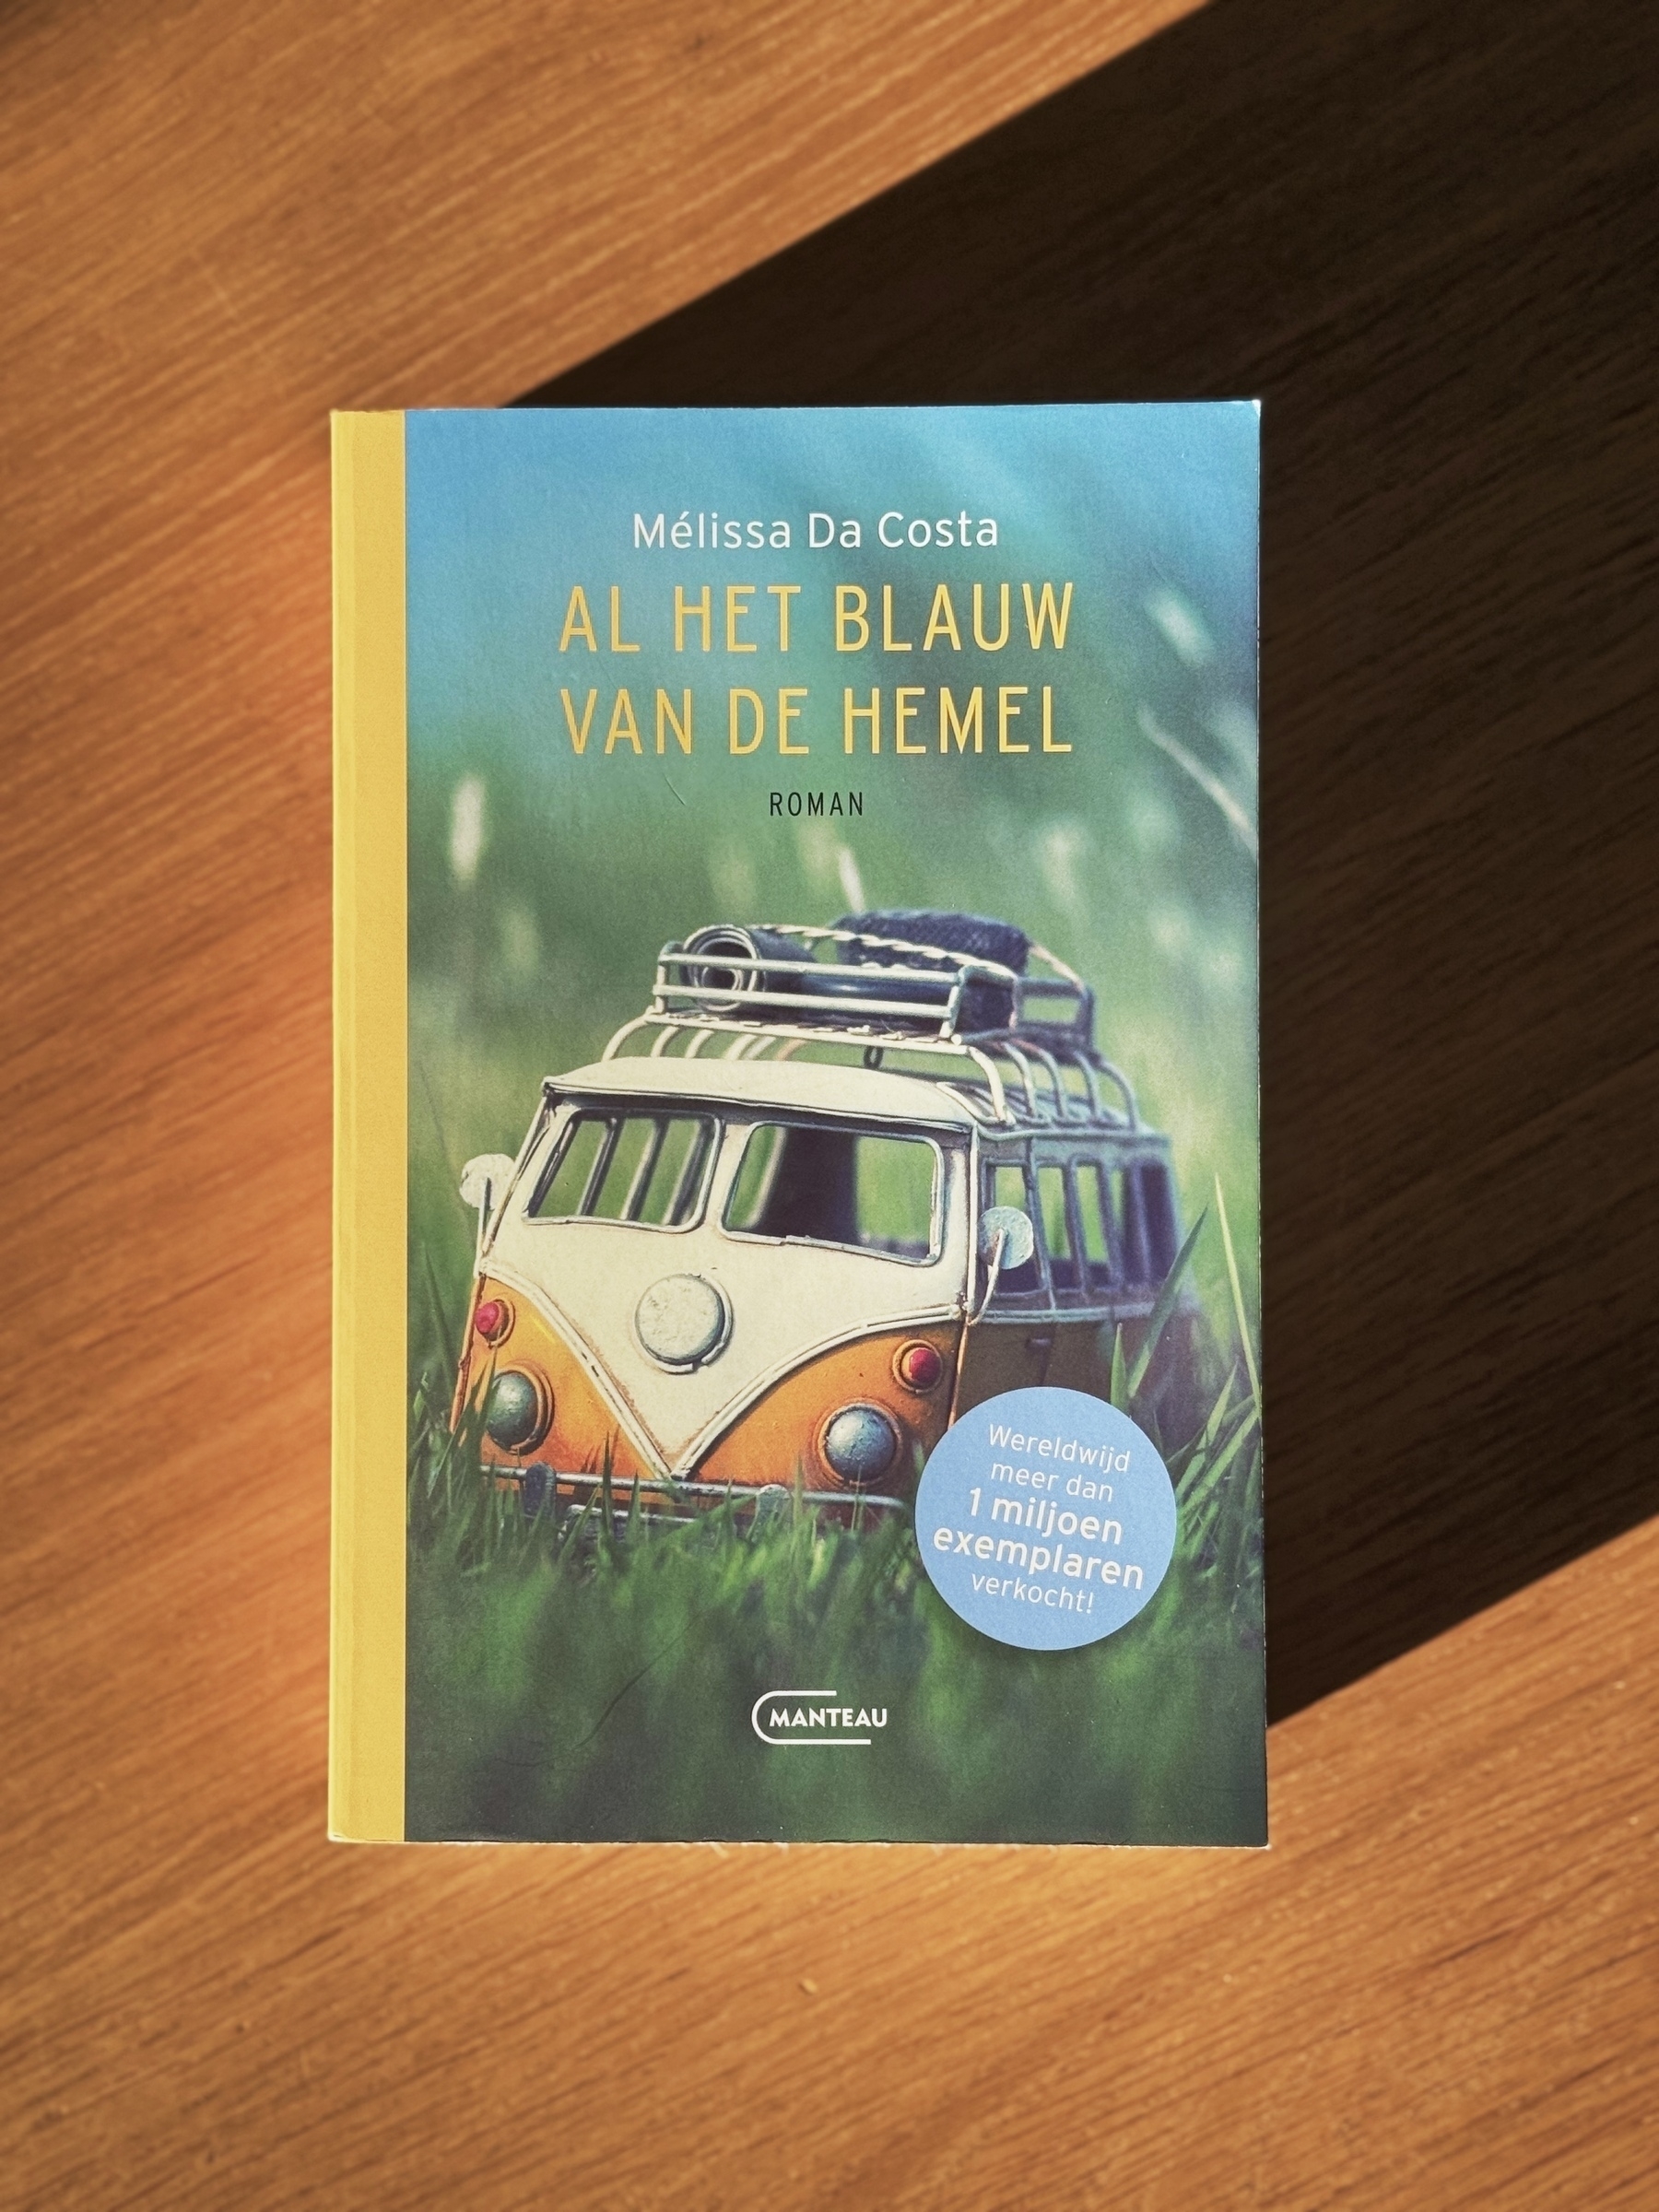 Mélissa Da Costa
AL HET BLAUW
VAN DE HEMEL
ROMAN
Wereldwijd
meer dan
1 miljoen
exemplaren
verkocht!
MANTEAU